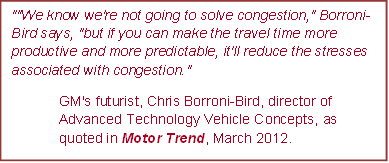 ""We know we're not going to solve congestion," Borroni-
Bird says, "but if you can make the travel time more
productive and more predictable, it'll reduce the stresses
associated with congestion."
GM's futurist, Chris Borroni-Bird, director of
Advanced Technology Vehicle Concepts, as
quoted in Motor Trend, March 2012.